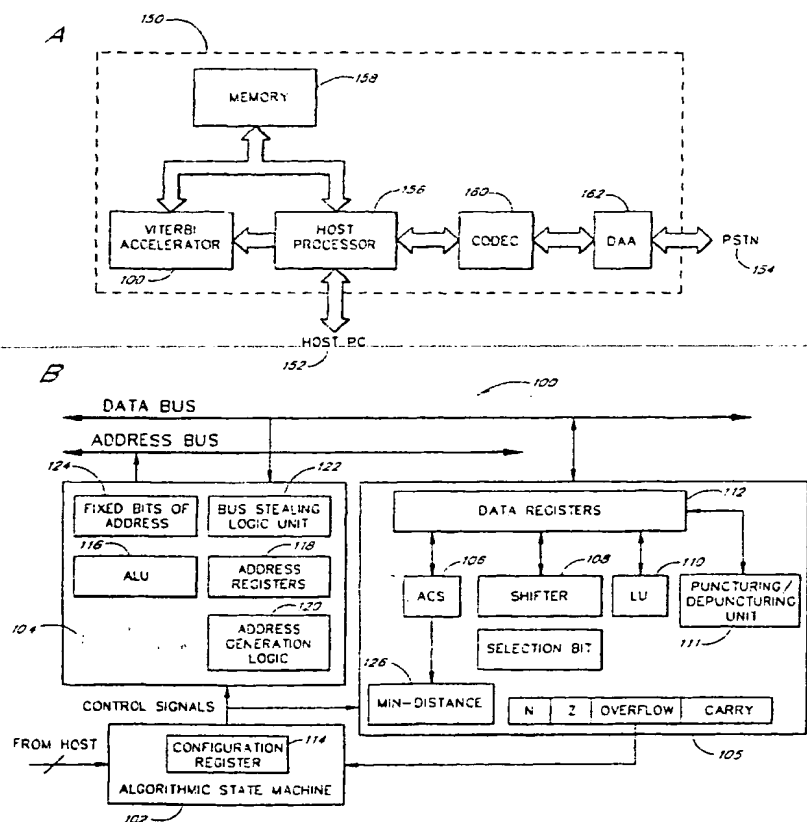 A
150
158
MEMORY
156
160
162
VITERBI
ACCELERATOR
HOST
PROCESSOR
CODEC
DAA
PSTN
154
100
HOST PC
152
B
100
DATA BUS
ADDRESS BUS
124
122
112
FIXED BITS OF
ADDRESS
BUS STEALING
LOGIC UNIT
DATA REGISTERS
116
118
106
108
110
ALU
ADDRESS
REGISTERS
ACS
SHIFTER
LU
PUNCTURING/
DEPUNCTURING
UNIT
120
104
ADDRESS
GENERATION
LOGIC
111
SELECTION BIT
126
CONTROL SIGNALS
MIN-DISTANCE
N Z OVERFLOW CARRY
FROM HOST
114
CONFIGURATION
REGISTER
105
ALGORITHMIC STATE MACHINE
102